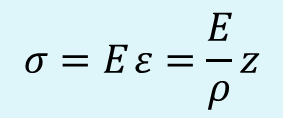 σ = E ε = E/ρ z